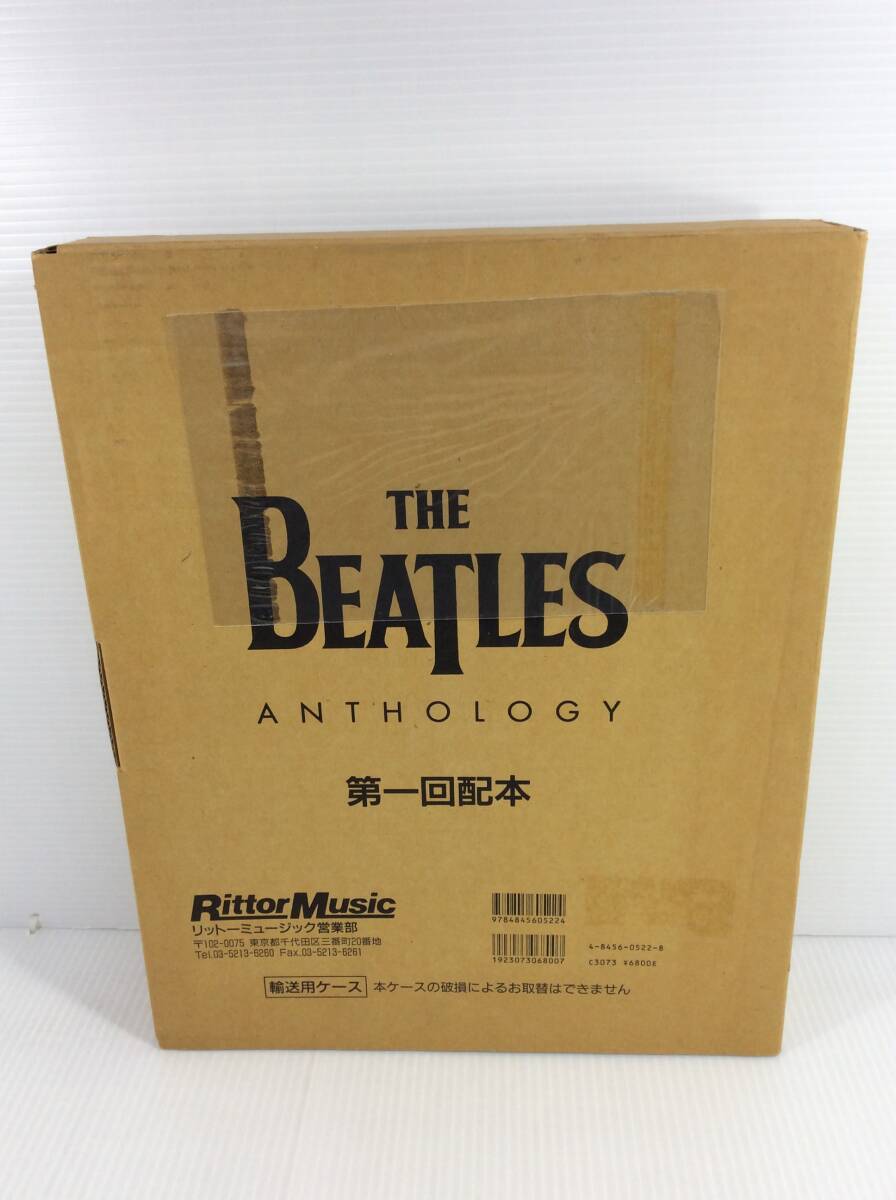 THE
BEATLES
ANTHOLOGY
第一回配本
RittorMusic
リットーミュージック営業部
〒102-0075 東京都千代田区三番町20番地
Tel.03-5213-6260 Fax.03-5213-6261
9784845605224
1923073068007
4-8456-0522-8
C3073 ¥6800E
輸送用ケース 本ケースの破損によるお取替はできません